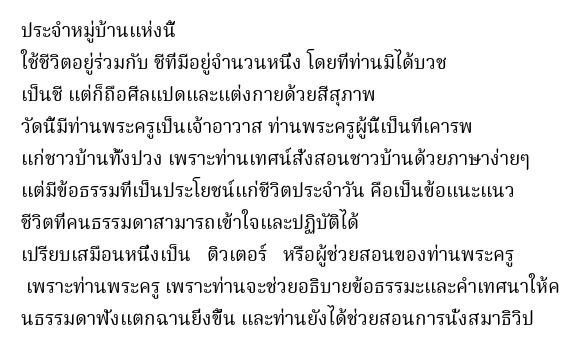 ประจำหมู่บ้านแห่งนี้
ใช้ชีวิตอยู่ร่วมกับ ชีที่มีอยู่จำนวนหนึ่ง โดยที่ท่านมิได้บวช
เป็นชี แต่ก็ถือศีลแปดและแต่งกายด้วยสีสุภาพ
วัดนี้มีท่านพระครูเป็นเจ้าอาวาส ท่านพระครูผู้นี้เป็นที่เคารพ
แก่ชาวบ้านทั้งปวง เพราะท่านเทศน์สั่งสอนชาวบ้านด้วยภาษาง่ายๆ
แต่มีข้อธรรมที่เป็นประโยชน์แก่ชีวิตประจำวัน คือเป็นข้อแนะแนว
ชีวิตที่คนธรรมดาสามารถเข้าใจและปฏิบัติได้
เปรียบเสมือนหนึ่งเป็น ติวเตอร์ หรือผู้ช่วยสอนของท่านพระครู
เพราะท่านพระครู เพราะท่านจะช่วยอธิบายข้อธรรมะและคำเทศนาให้ค
นธรรมดาฟังแตกฉานยิ่งขึ้น และท่านยังได้ช่วยสอนการนั่งสมาธิวิป